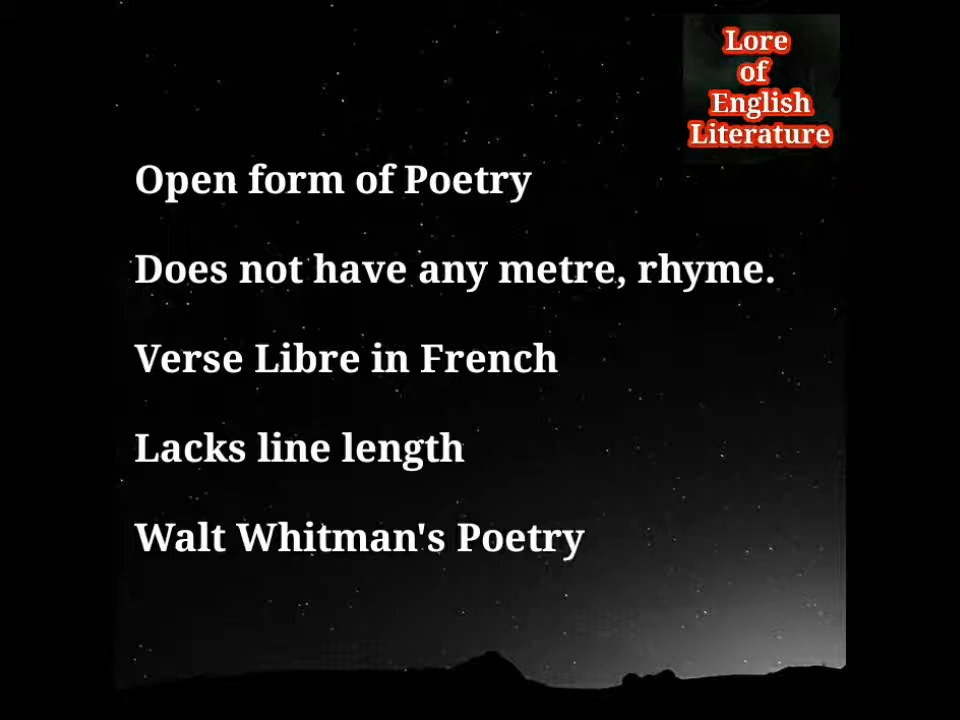 Lore
of
English
Literature
Open form of Poetry
Does not have any metre, rhyme.
Verse Libre in French
Lacks line length
Walt Whitman's Poetry